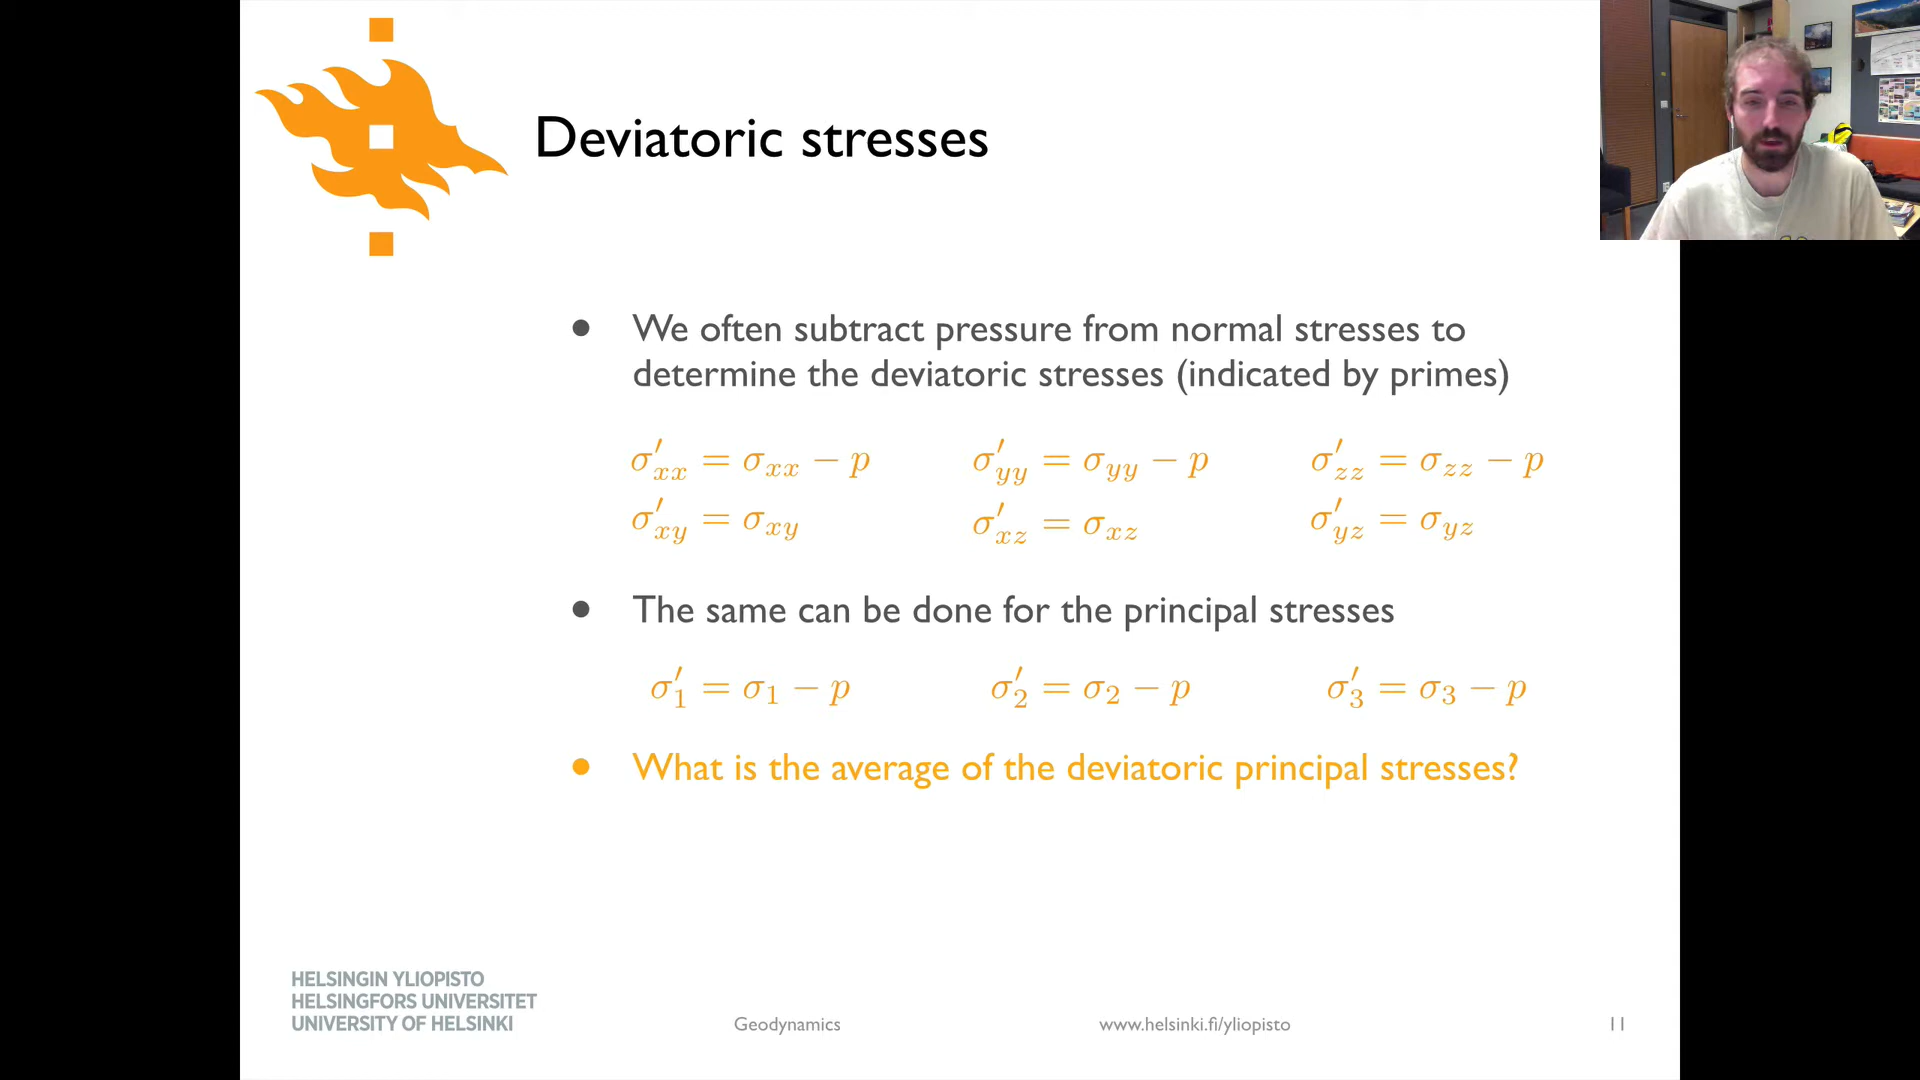 Deviatoric stresses
● We often subtract pressure from normal stresses to
determine the deviatoric stresses (indicated by primes)
σ′xx = σxx − p σ′yy = σyy − p σ′zz = σzz − p
σ′xy = σxy σ′xz = σxz σ′yz = σyz
● The same can be done for the principal stresses
σ′1 = σ1 − p σ′2 = σ2 − p σ′3 = σ3 − p
● What is the average of the deviatoric principal stresses?
HELSINGIN YLIOPISTO
HELSINGFORS UNIVERSITET
UNIVERSITY OF HELSINKI
Geodynamics www.helsinki.fi/yliopisto 11